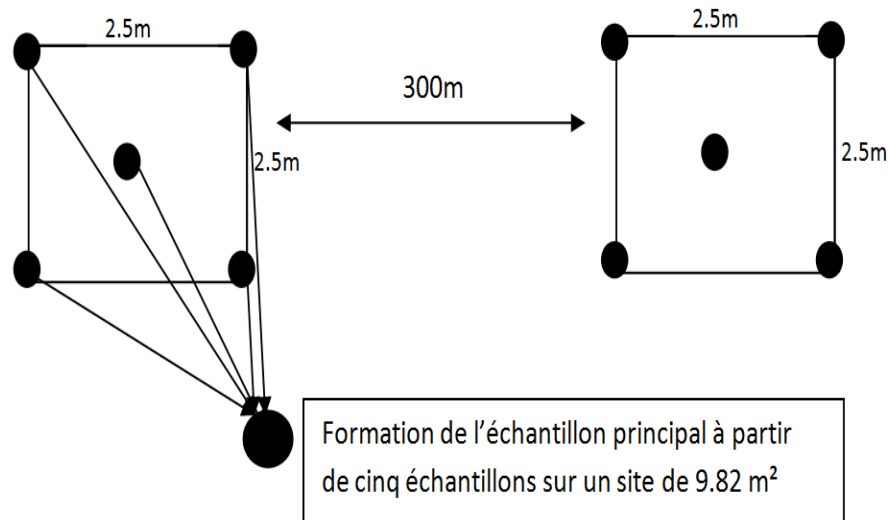 2.5m
2.5m
300m
2.5m
2.5m
Formation de l'échantillon principal à partir
de cinq échantillons sur un site de 9.82 m²